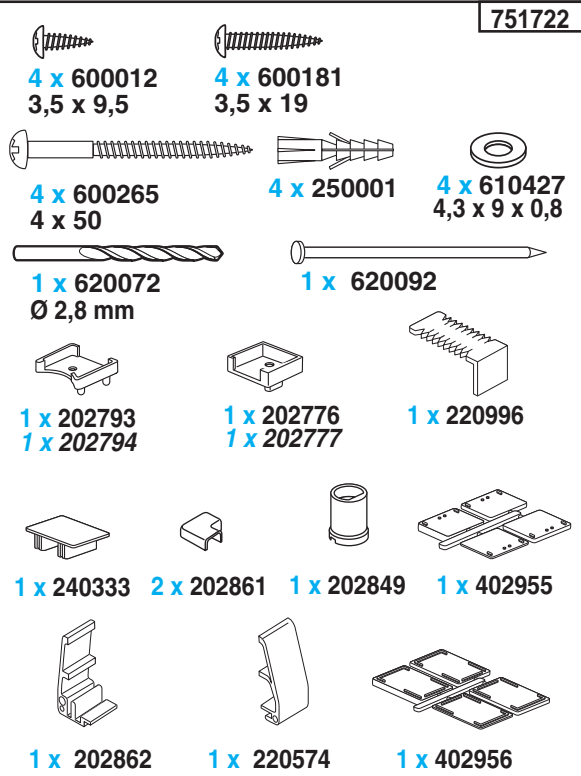 751722
4 x 600012
3,5 x 9,5
4 x 600181
3,5 x 19
4 x 600265
4 x 50
4 x 250001
4 x 610427
4,3 x 9 x 0,8
1 x 620072
Ø 2,8 mm
1 x 620092
1 x 202793
1 x 202794
1 x 202776
1 x 202777
1 x 220996
1 x 240333
2 x 202861
1 x 202849
1 x 402955
1 x 202862
1 x 220574
1 x 402956